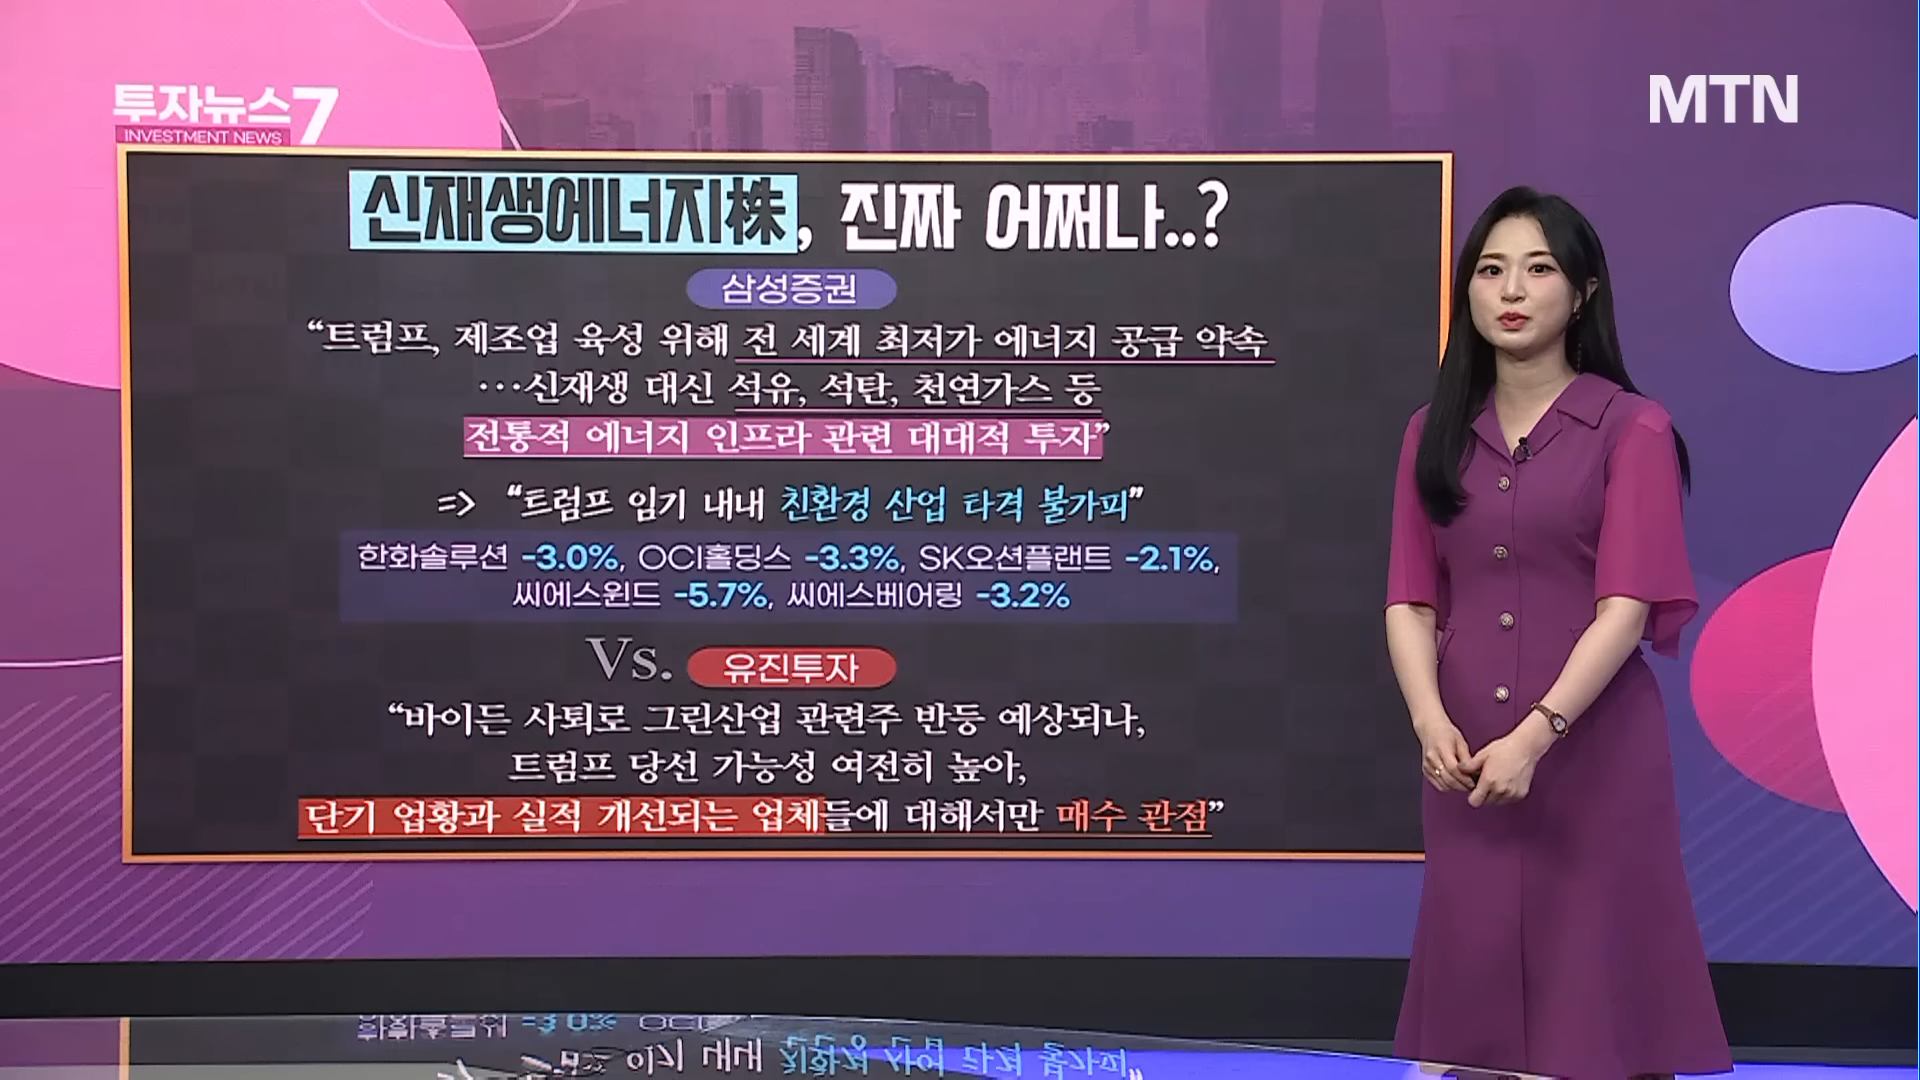 투자뉴스7
INVESTMENT NEWS
MTN
신재생에너지株, 진짜 어쩌나..?
삼성증권
“트럼프, 제조업 육성 위해 전 세계 최저가 에너지 공급 약속
···신재생 대신 석유, 석탄, 천연가스 등
전통적 에너지 인프라 관련 대대적 투자”
=> “트럼프 임기 내내 친환경 산업 타격 불가피”
한화솔루션 -3.0%, OCI홀딩스 -3.3%, SK오션플랜트 -2.1%,
씨에스윈드 -5.7%, 씨에스베어링 -3.2%
Vs. 유진투자
“바이든 사퇴로 그린산업 관련주 반등 예상되나,
트럼프 당선 가능성 여전히 높아,
단기 업황과 실적 개선되는 업체들에 대해서만 매수 관점”